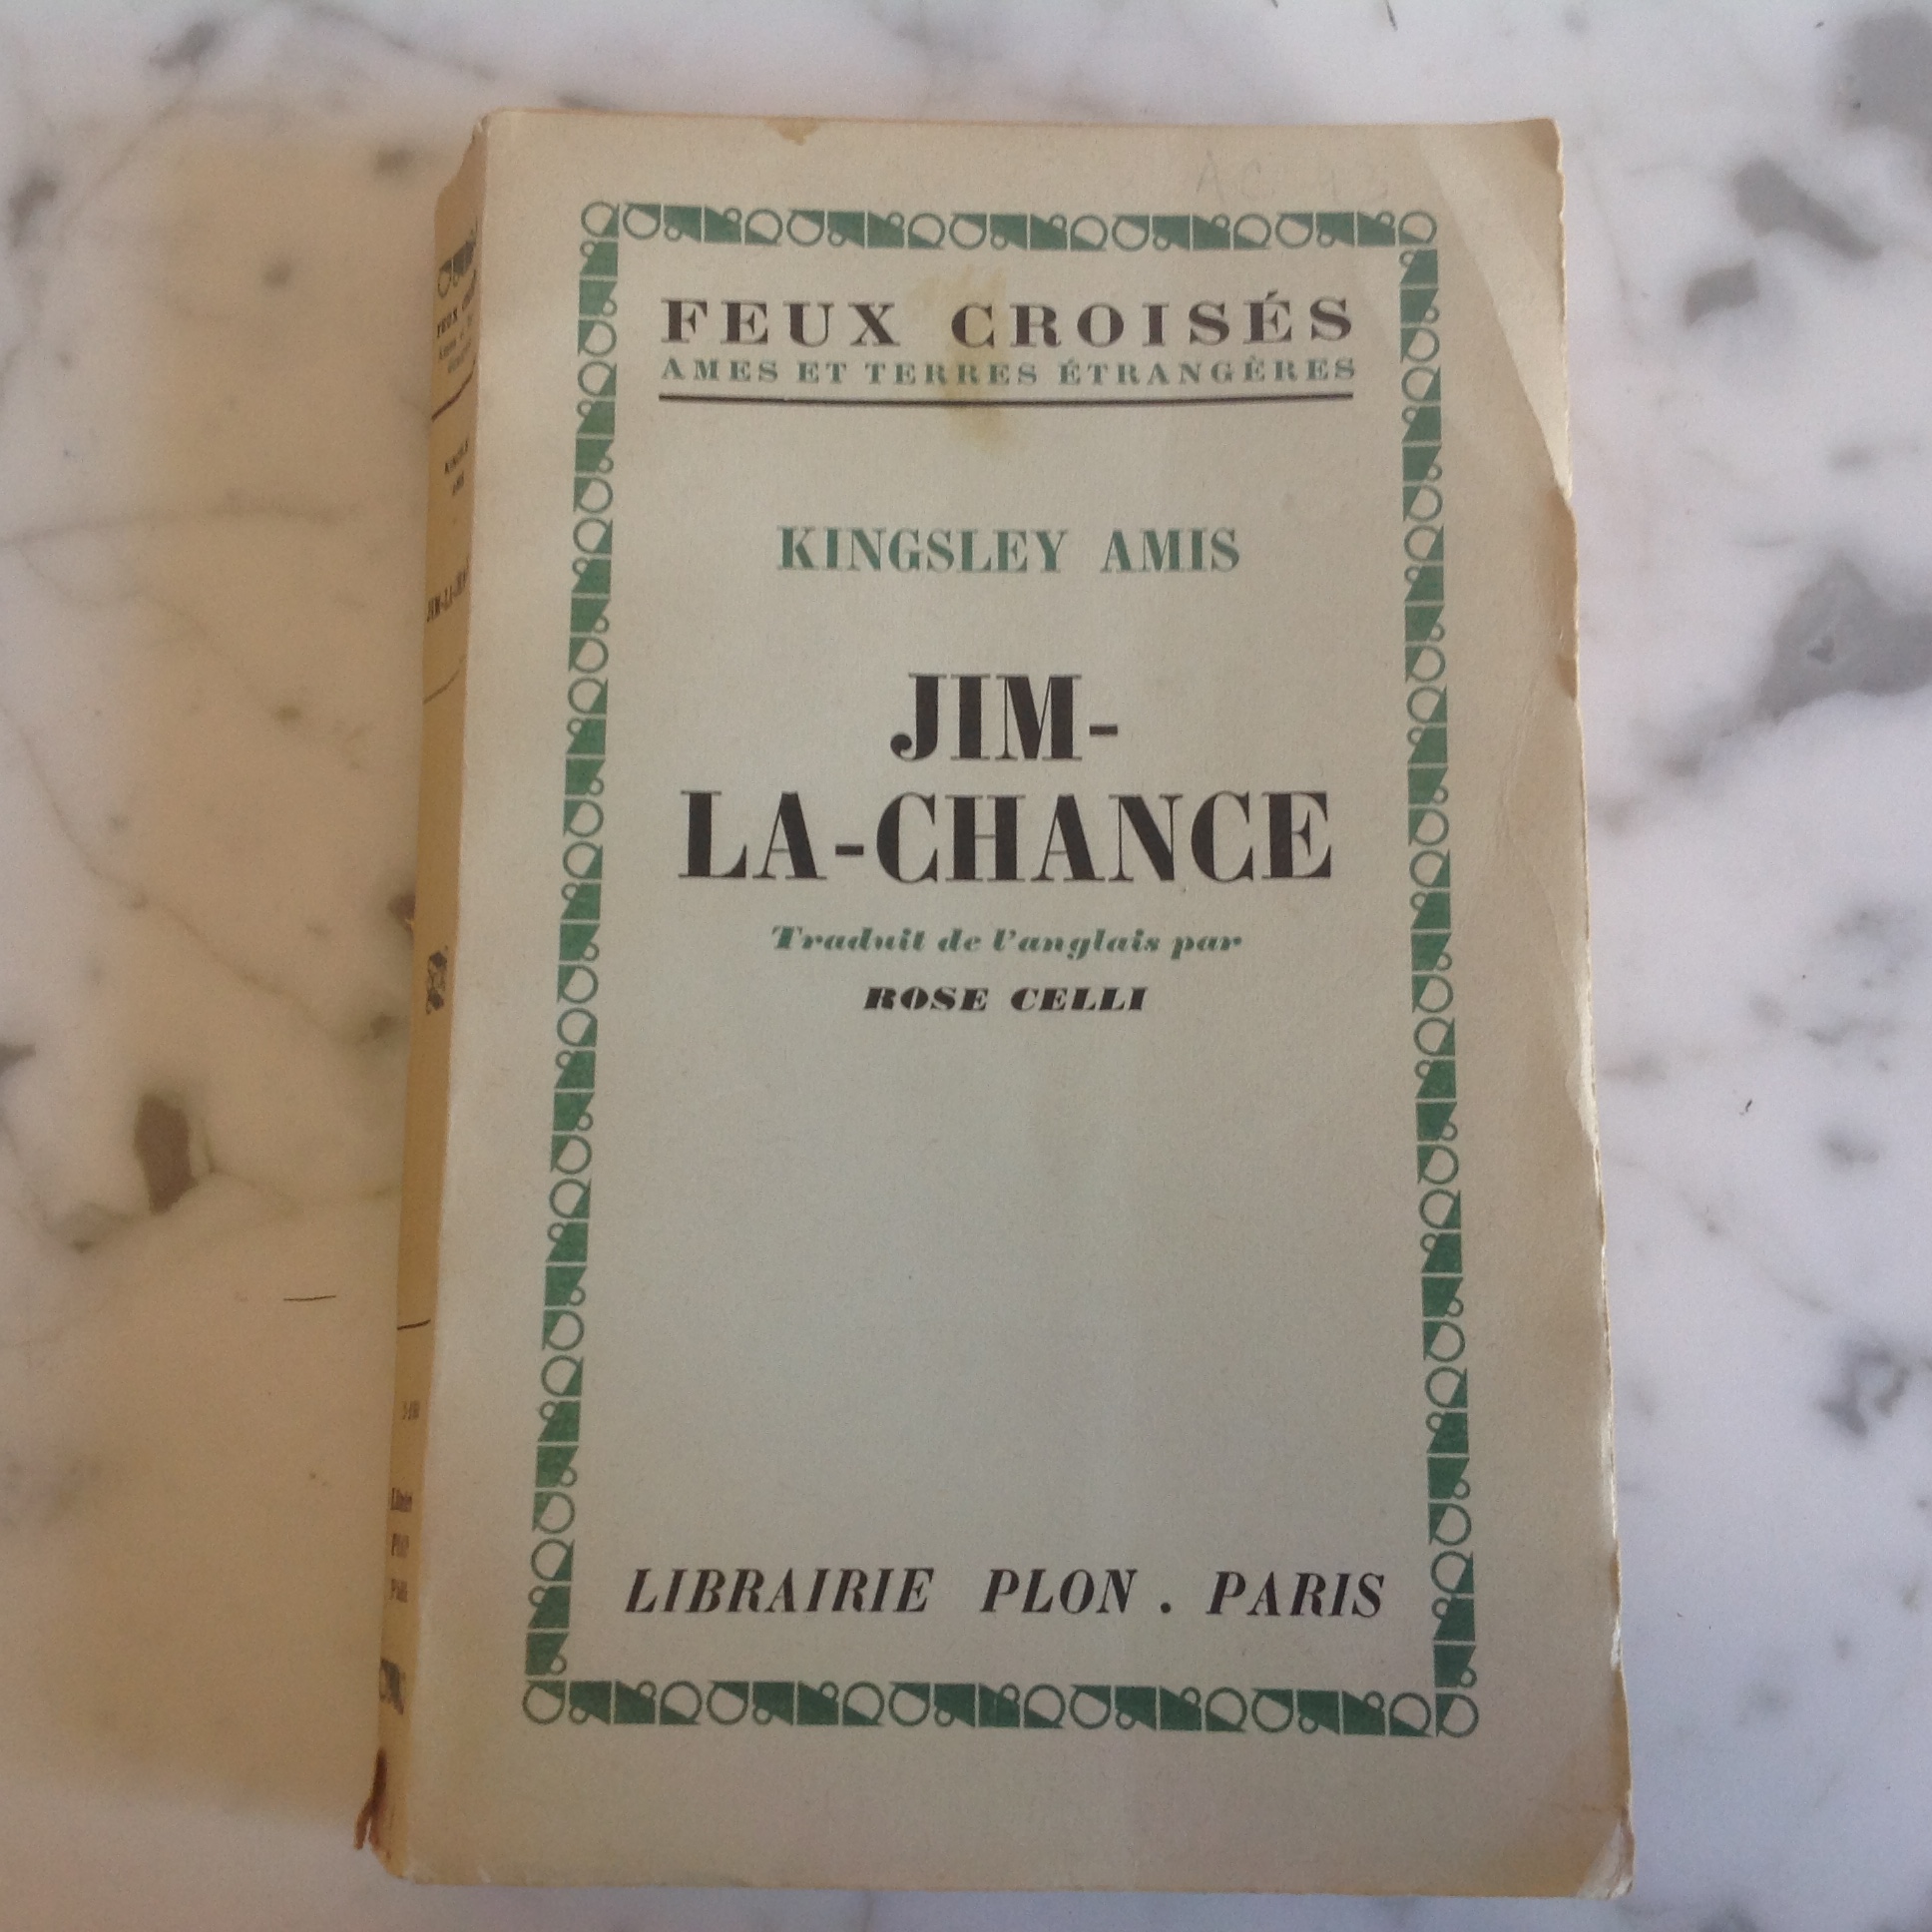 FEUX CROISÉS
AMES ET TERRES ÉTRANGÈRES
KINGSLEY AMIS
JIM-
LA-CHANCE
Traduit de l'anglais par
ROSE CELLI
LIBRAIRIE PLON . PARIS